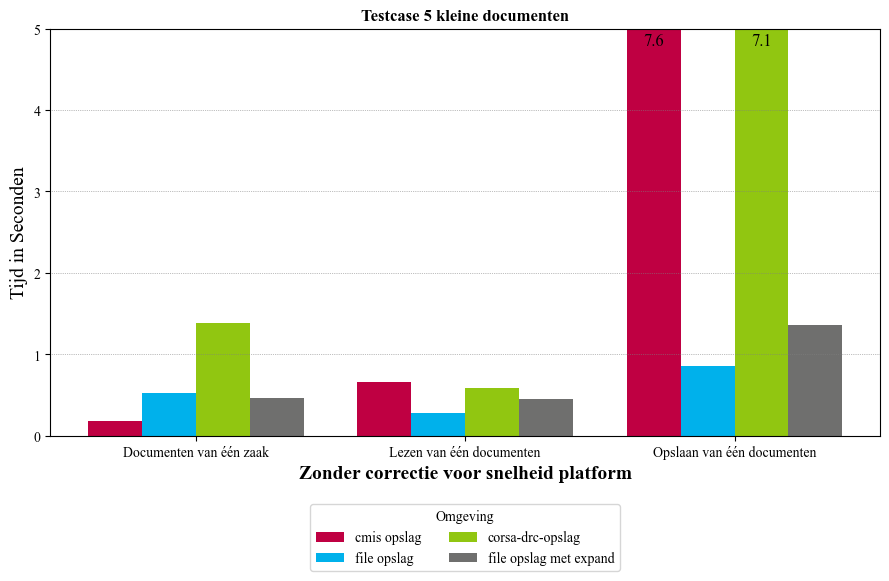 Testcase 5 kleine documenten
Tijd in Seconden
5
4
3
2
1
0
7.6
7.1
Documenten van één zaak
Lezen van één documenten
Opslaan van één documenten
Zonder correctie voor snelheid platform
Omgeving
cmis opslag
file opslag
corsa-drc-opslag
file opslag met expand